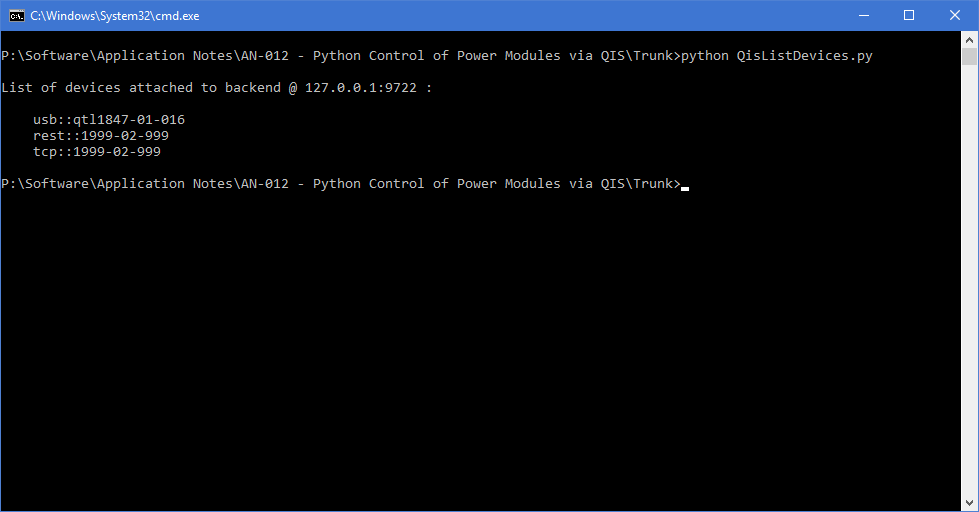 C:\Windows\System32\cmd.exe
P:\Software\Application Notes\AN-012 - Python Control of Power Modules via QIS\Trunk>python QisListDevices.py
List of devices attached to backend @ 127.0.0.1:9722 :
usb::qtl1847-01-016
rest::1999-02-999
tcp::1999-02-999
P:\Software\Application Notes\AN-012 - Python Control of Power Modules via QIS\Trunk>